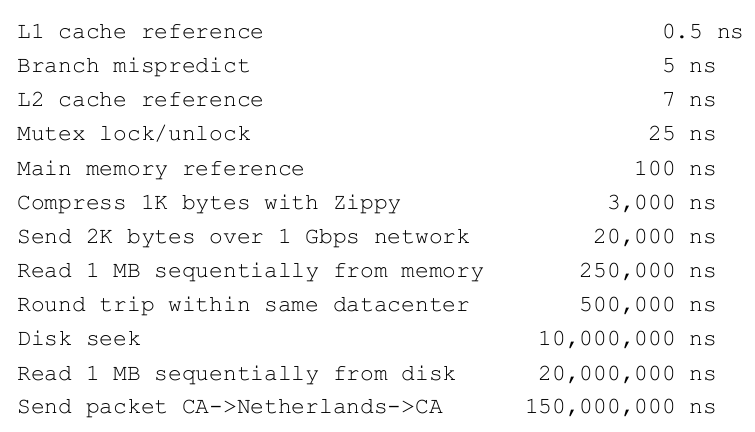 L1 cache reference 0.5 ns
Branch mispredict 5 ns
L2 cache reference 7 ns
Mutex lock/unlock 25 ns
Main memory reference 100 ns
Compress 1K bytes with Zippy 3,000 ns
Send 2K bytes over 1 Gbps network 20,000 ns
Read 1 MB sequentially from memory 250,000 ns
Round trip within same datacenter 500,000 ns
Disk seek 10,000,000 ns
Read 1 MB sequentially from disk 20,000,000 ns
Send packet CA->Netherlands->CA 150,000,000 ns